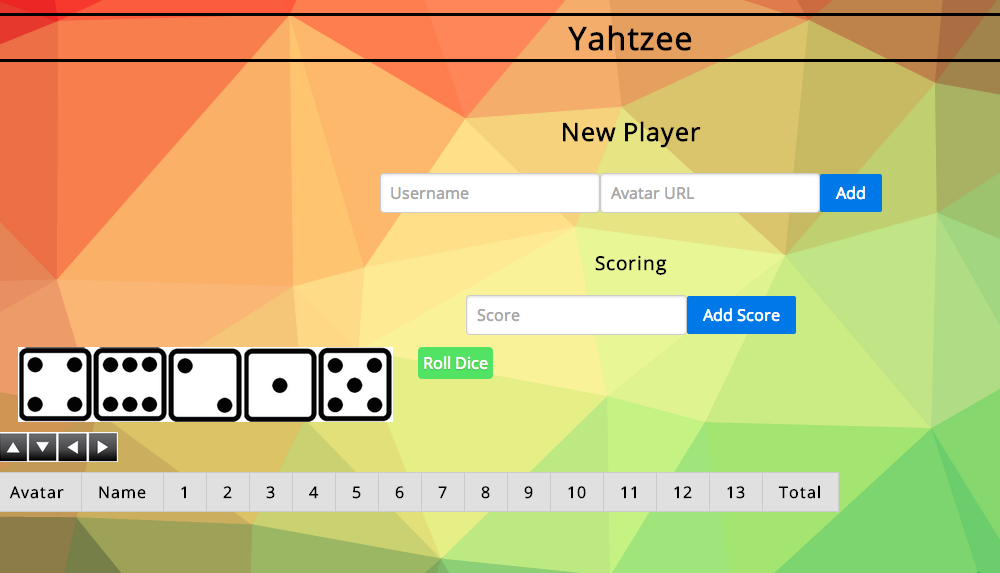 Yahtzee
New Player
Username Avatar URL Add
Scoring
Score Add Score
Roll Dice
Avatar Name 1 2 3 4 5 6 7 8 9 10 11 12 13 Total